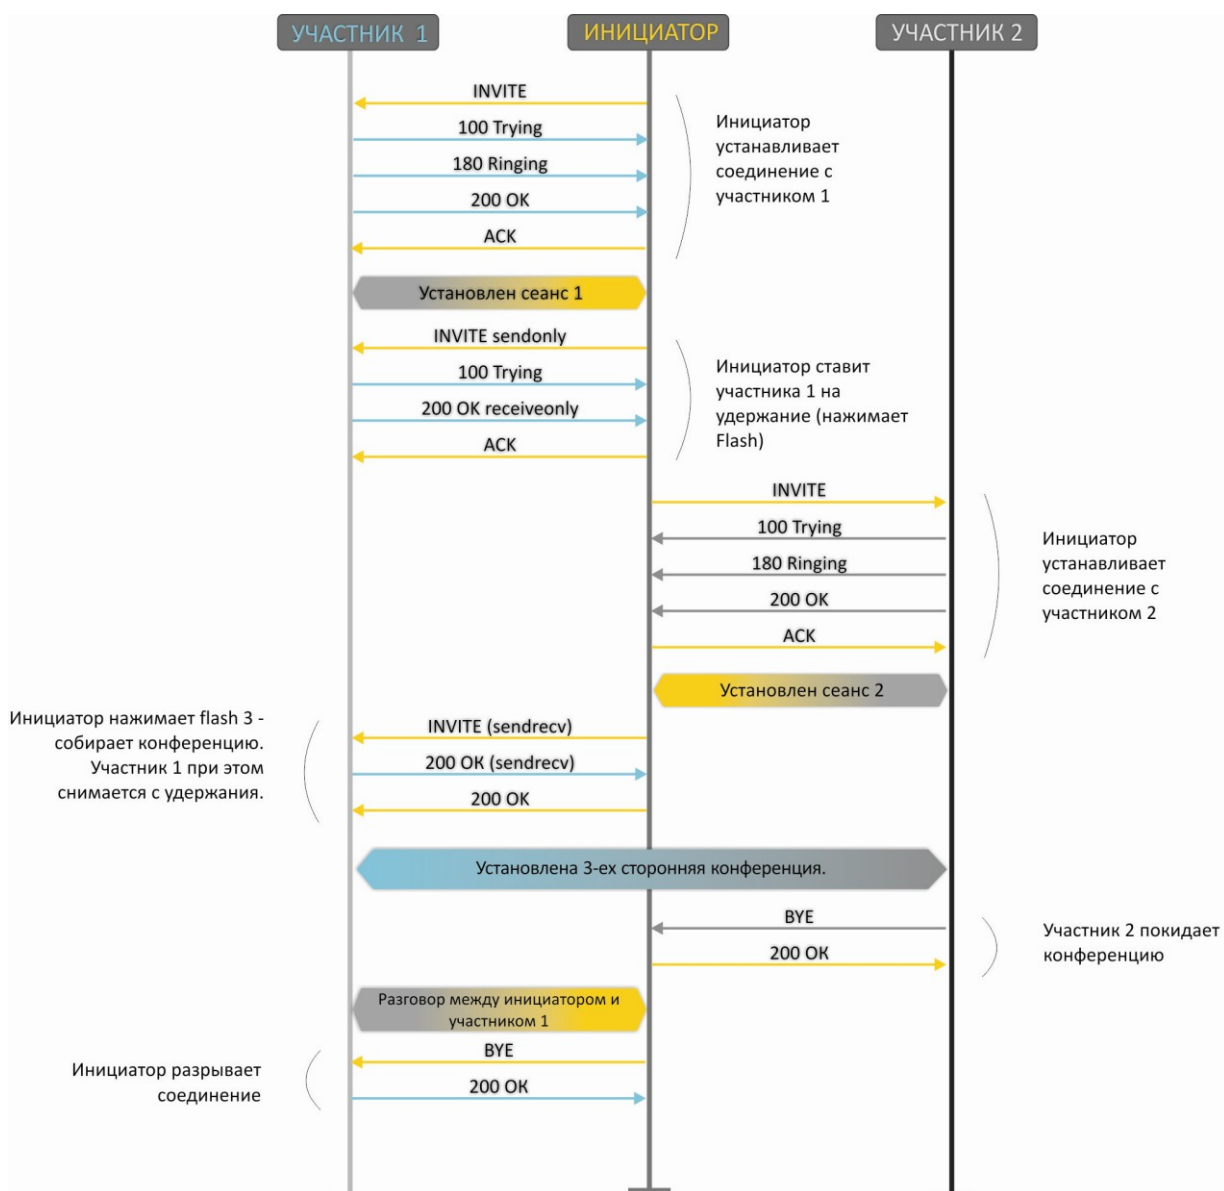 УЧАСТНИК 1
ИНИЦИАТОР
УЧАСТНИК 2
INVITE
100 Trying
180 Ringing
200 OK
ACK
Инициатор
устанавливает
соединение с
участником 1
Установлен сеанс 1
INVITE sendonly
100 Trying
200 OK receiveonly
ACK
Инициатор ставит
участника 1 на
удержание (нажимает
Flash)
INVITE
100 Trying
180 Ringing
200 OK
ACK
Инициатор
устанавливает
соединение с
участником 2
Установлен сеанс 2
Инициатор нажимает flash 3 -
собирает конференцию.
Участник 1 при этом
снимается с удержания.
INVITE (sendrecv)
200 OK (sendrecv)
200 OK
Установлена 3-ех сторонняя конференция.
BYE
200 OK
Участник 2 покидает
конференцию
Разговор между инициатором и
участником 1
BYE
200 OK
Инициатор разрывает
соединение